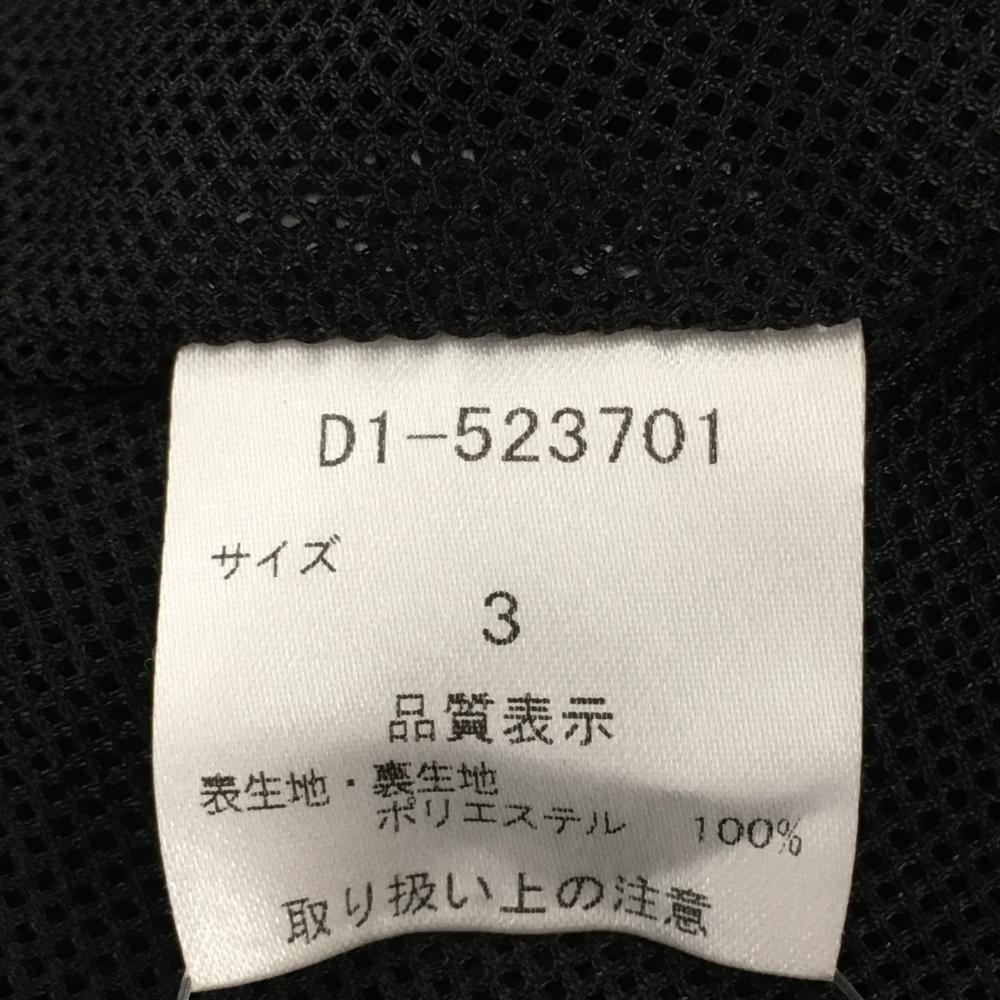 D1-523701
サイズ
3
品質表示
表生地・裏生地
ポリエステル 100%
取り扱い上の注意